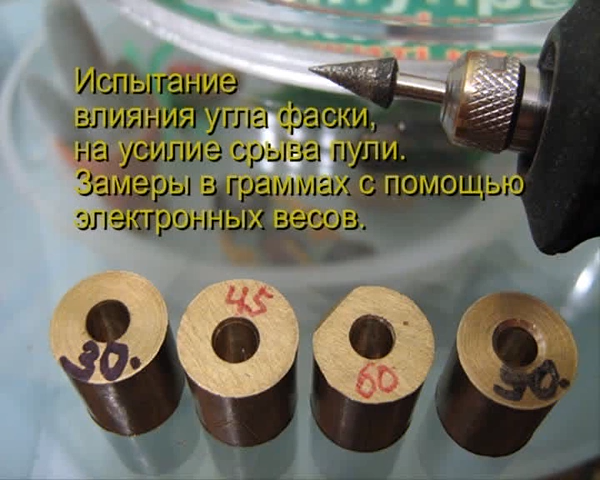 Испытание
влияния угла фаски,
на усилие срыва пули.
Замеры в граммах с помощью
электронных весов.
30.
45
60
90.